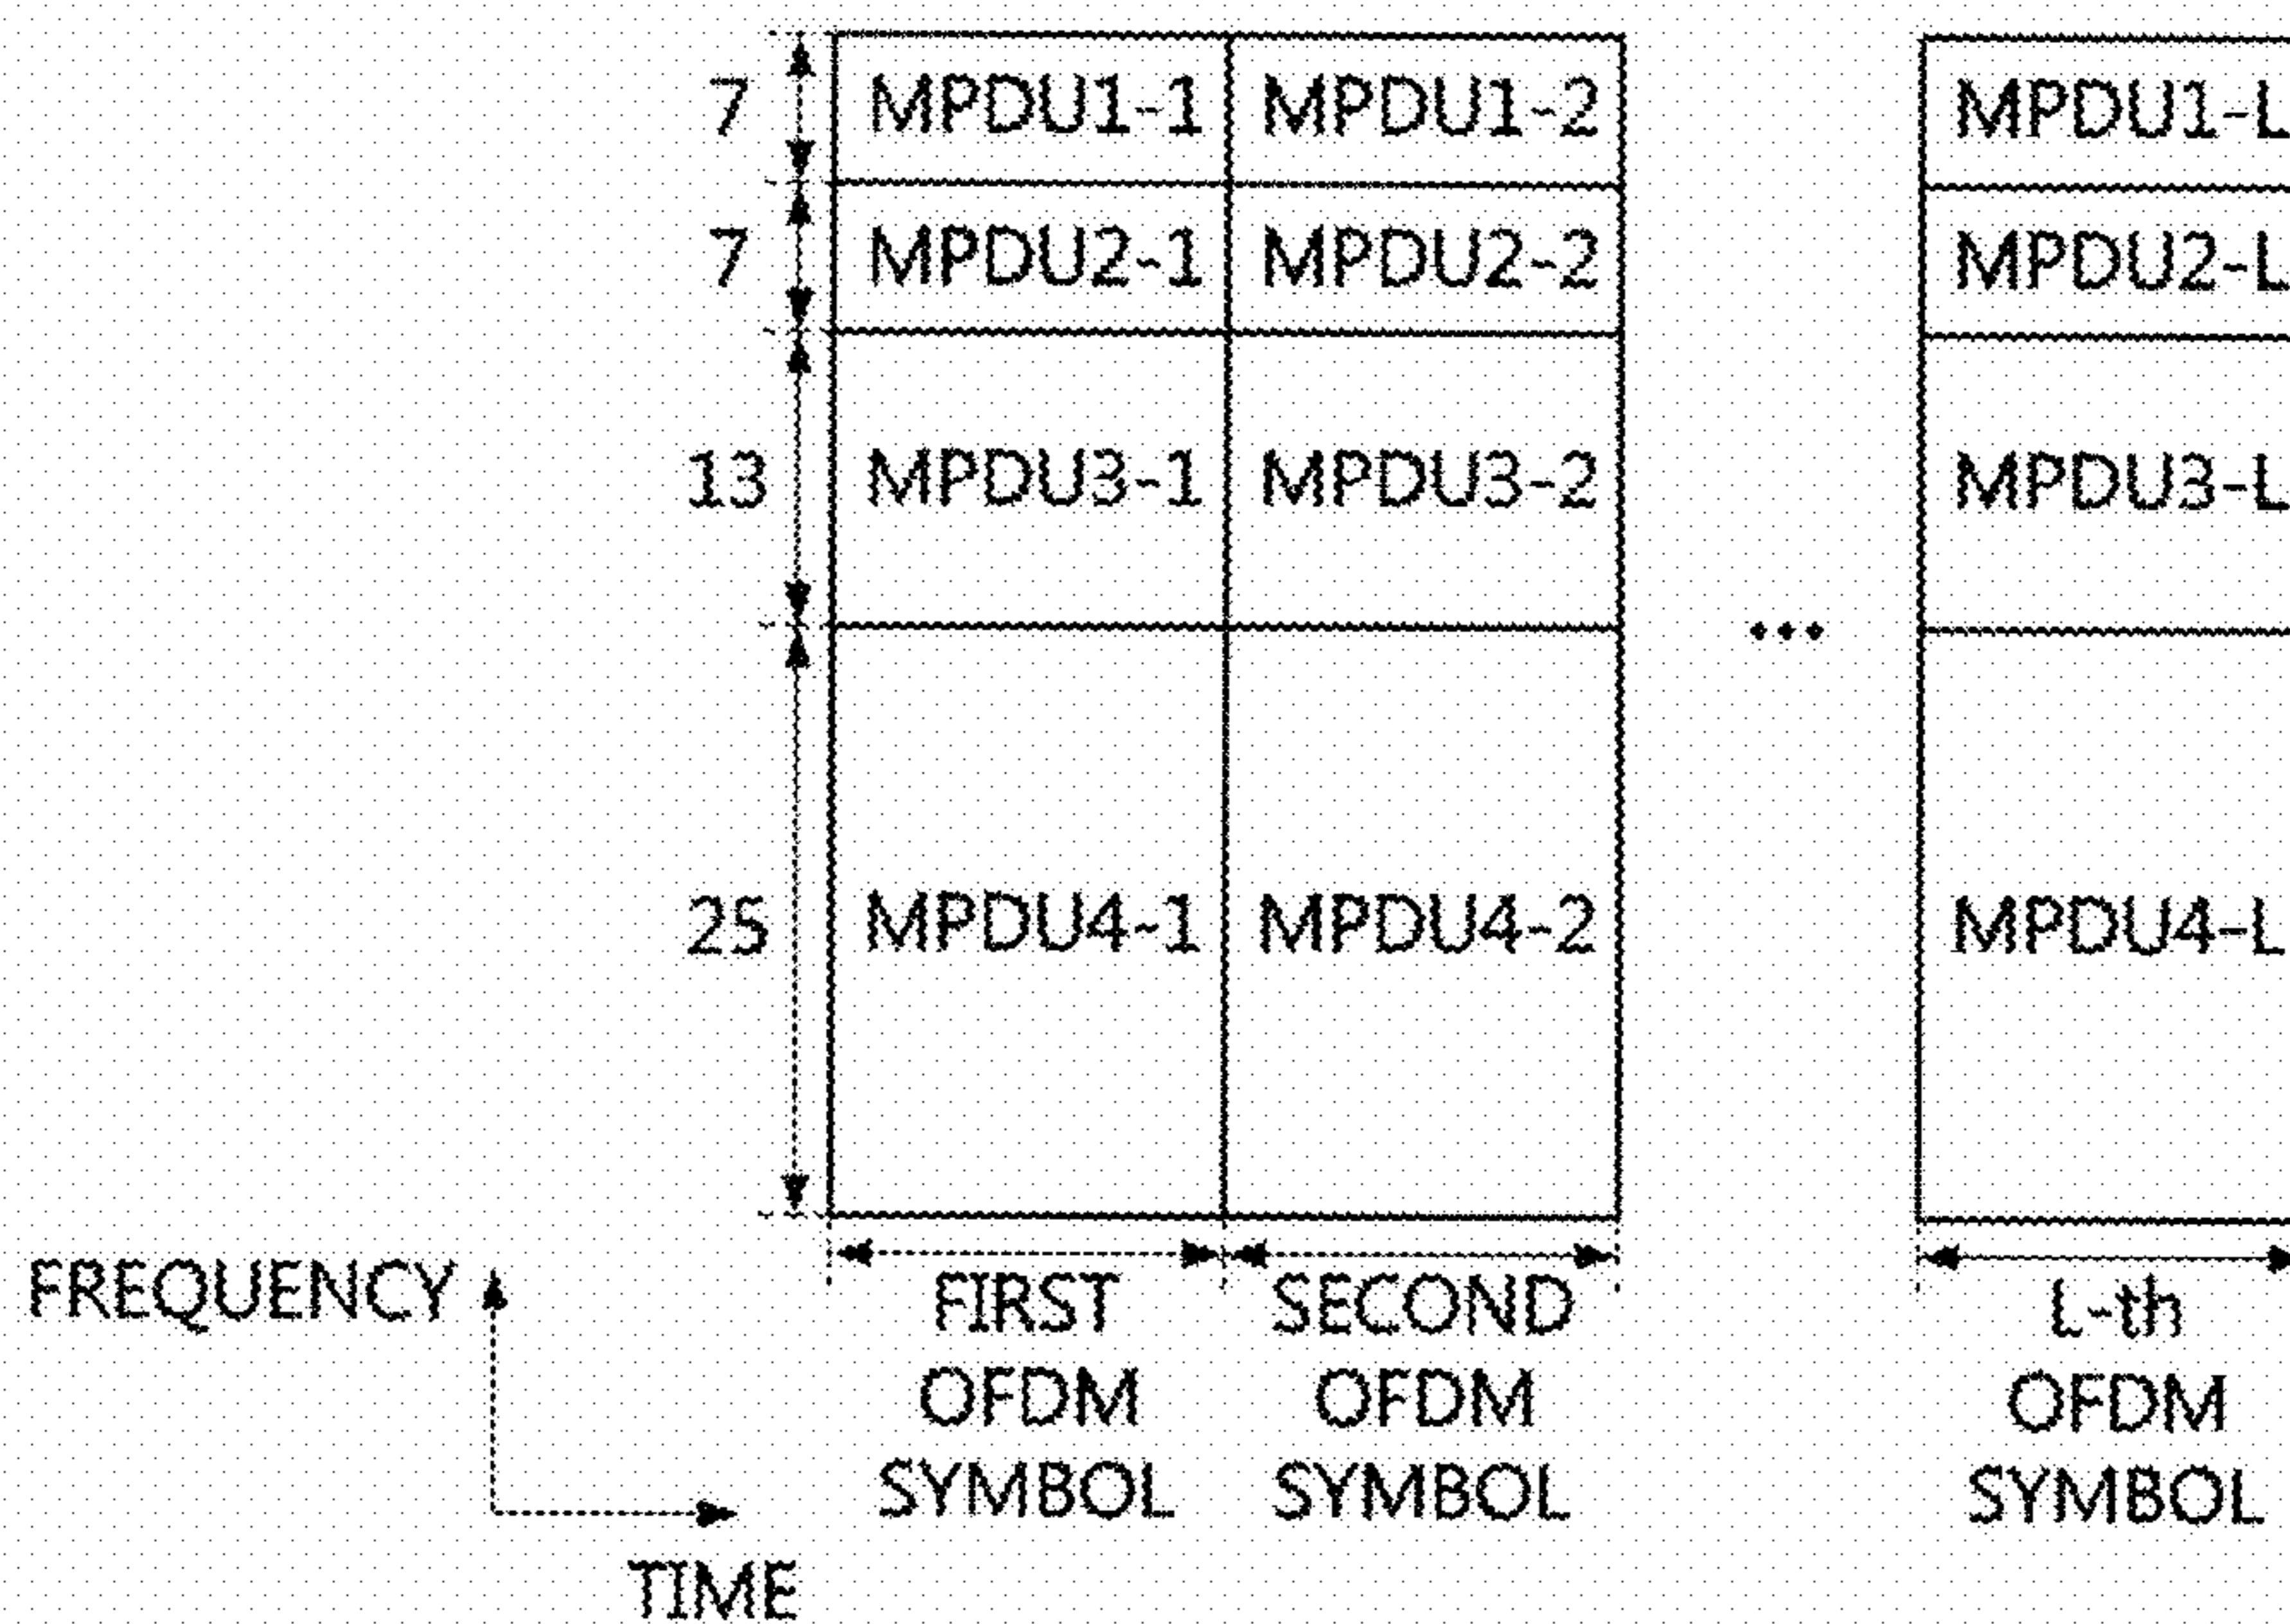 7 MPDU1-1 MPDU1-2 MPDU1-L
7 MPDU2-1 MPDU2-2 MPDU2-L
13 MPDU3-1 MPDU3-2 MPDU3-L
...
25 MPDU4-1 MPDU4-2 MPDU4-L
FREQUENCY FIRST SECOND L-th
OFDM OFDM OFDM
SYMBOL SYMBOL SYMBOL
TIME